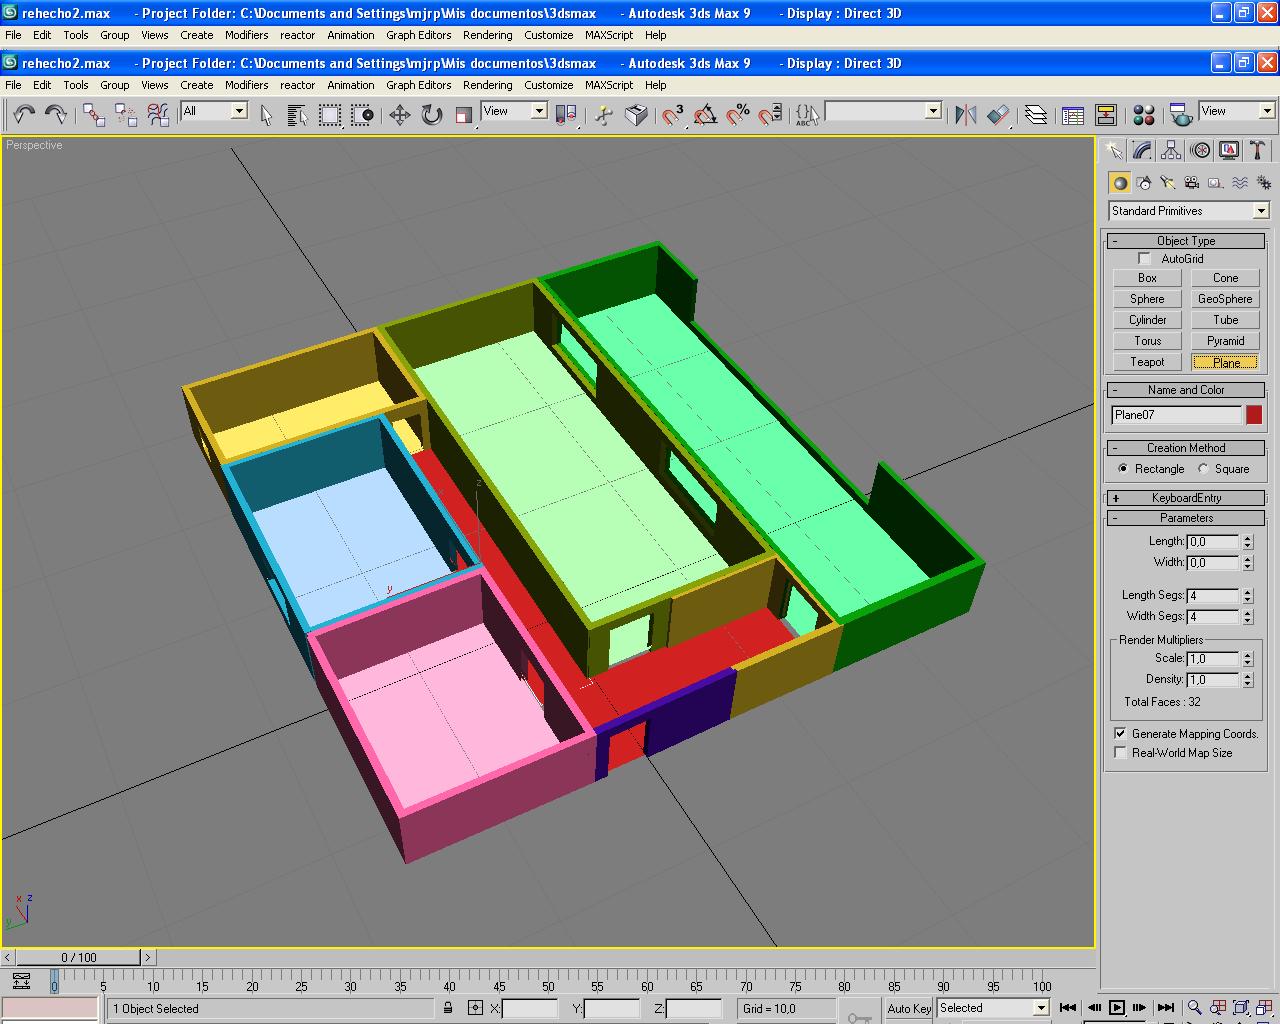 rehecho2.max - Project Folder: C:\Documents and Settings\mjrp\Mis documentos\3dsmax - Autodesk 3ds Max 9 - Display : Direct 3D
File Edit Tools Group Views Create Modifiers reactor Animation Graph Editors Rendering Customize MAXScript Help
rehecho2.max - Project Folder: C:\Documents and Settings\mjrp\Mis documentos\3dsmax - Autodesk 3ds Max 9 - Display : Direct 3D
File Edit Tools Group Views Create Modifiers reactor Animation Graph Editors Rendering Customize MAXScript Help
All View 3 % ABC View
Perspective
Standard Primitives
- Object Type
AutoGrid
Box Cone
Sphere GeoSphere
Cylinder Tube
Torus Pyramid
Teapot Plane
- Name and Color
Plane07
- Creation Method
Rectangle Square
+ KeyboardEntry
- Parameters
Length: 0,0
Width: 0,0
Length Segs: 4
Width Segs: 4
Render Multipliers
Scale: 1,0
Density: 1,0
Total Faces : 32
Generate Mapping Coords.
Real-World Map Size
z
x
y
x z
y
< 0 / 100 >
0 5 10 15 20 25 30 35 40 45 50 55 60 65 70 75 80 85 90 95 100
1 Object Selected X: Y: Z: Grid = 10,0 Auto Key Selected